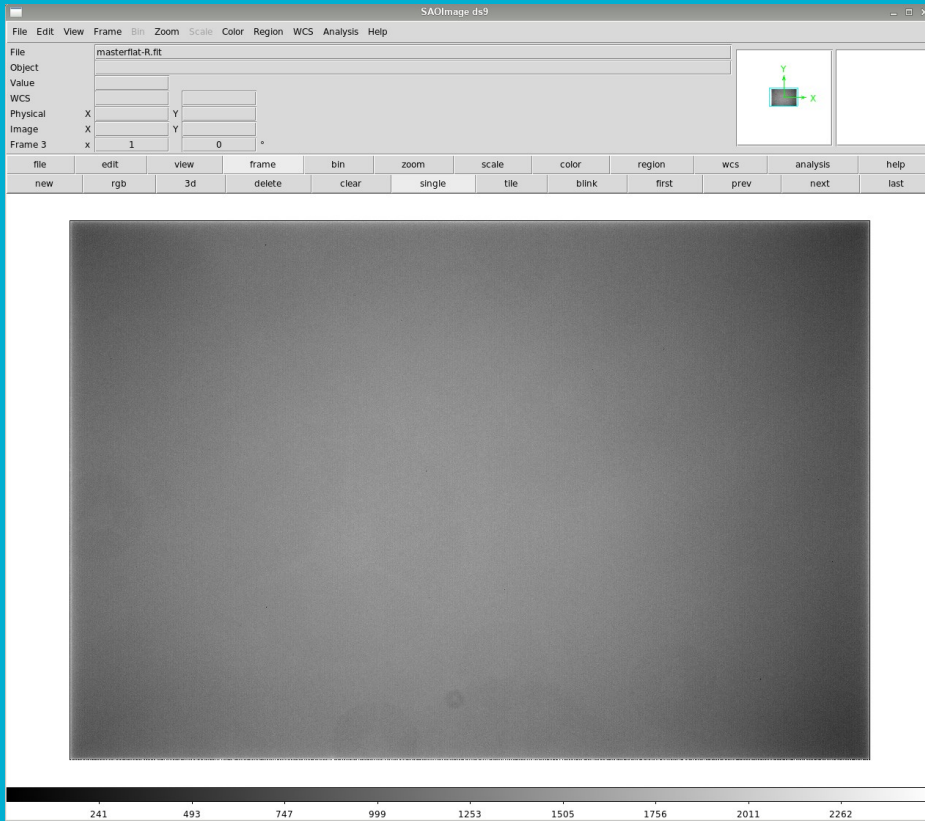 SAOImage ds9
File Edit View Frame Bin Zoom Scale Color Region WCS Analysis Help
File masterflat-R.fit
Object
Value
WCS
Physical X Y
Image X Y
Frame 3 x 1 0 °
Y
X
file edit view frame bin zoom scale color region wcs analysis help
new rgb 3d delete clear single tile blink first prev next last
241 493 747 999 1253 1505 1756 2011 2262